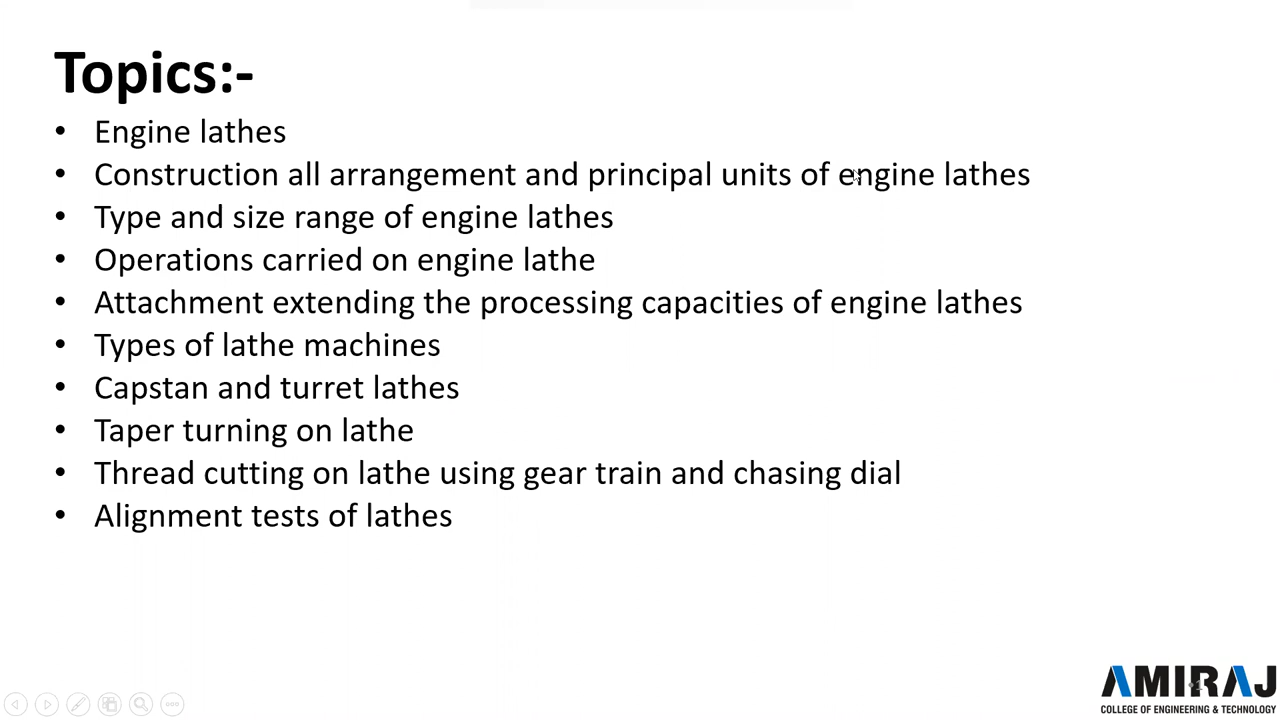 Topics:-
• Engine lathes
• Construction all arrangement and principal units of engine lathes
• Type and size range of engine lathes
• Operations carried on engine lathe
• Attachment extending the processing capacities of engine lathes
• Types of lathe machines
• Capstan and turret lathes
• Taper turning on lathe
• Thread cutting on lathe using gear train and chasing dial
• Alignment tests of lathes
AMIRAJ
COLLEGE OF ENGINEERING & TECHNOLOGY